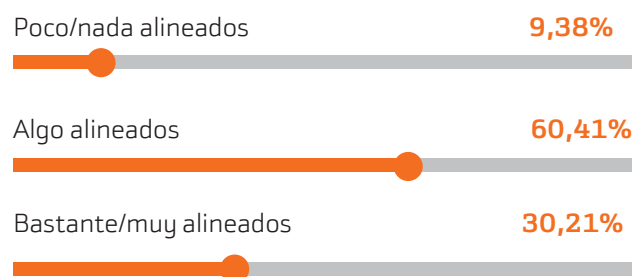 Poco/nada alineados 9,38%
Algo alineados 60,41%
Bastante/muy alineados 30,21%